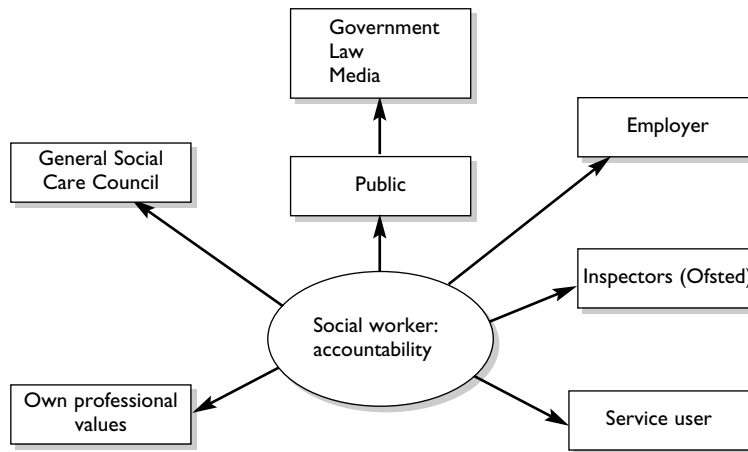 Government
Law
Media
Employer
General Social
Care Council
Public
Inspectors (Ofsted)
Social worker:
accountability
Own professional
values
Service user